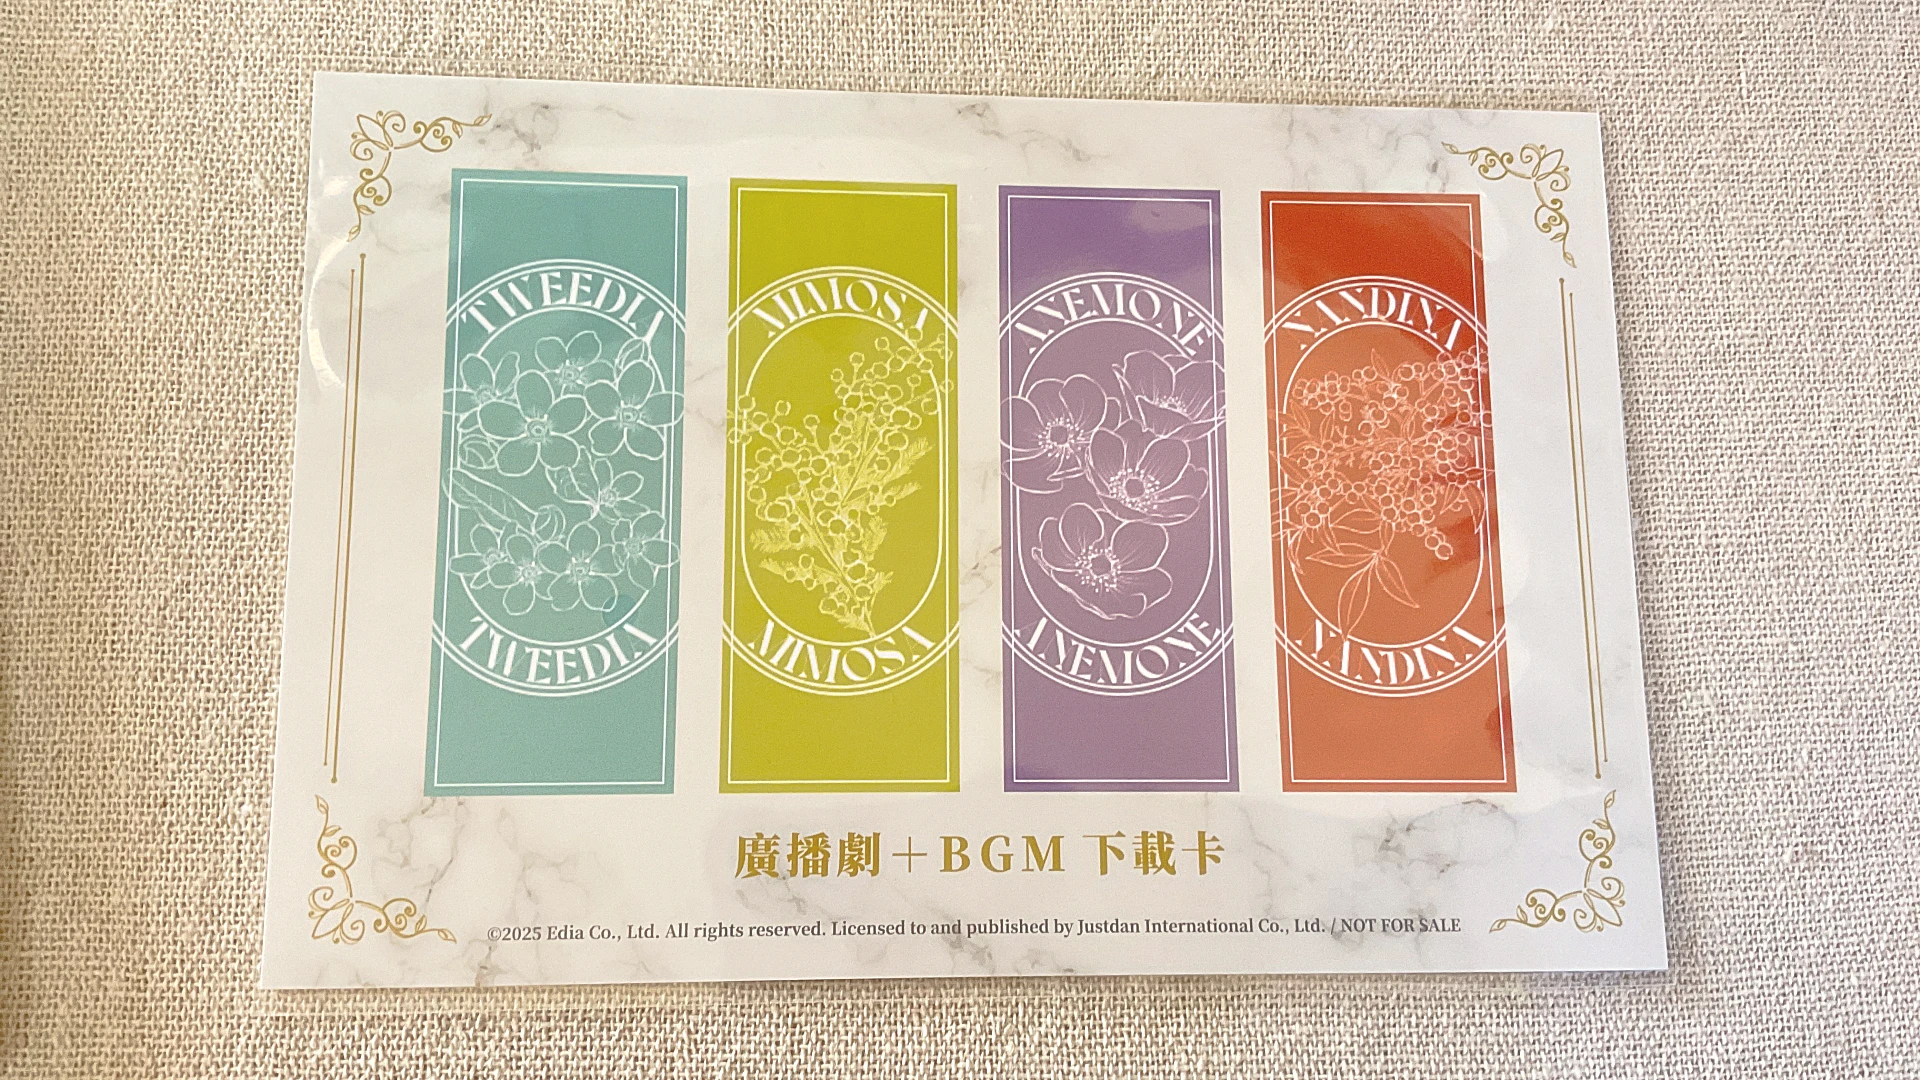 TWEEDIA
TWEEDIA
MIMOSA
MIMOSA
ANEMONE
ANEMONE
NANDINA
NANDINA
廣播劇＋BGM 下載卡
©2025 Edia Co., Ltd. All rights reserved. Licensed to and published by Justdan International Co., Ltd. / NOT FOR SALE